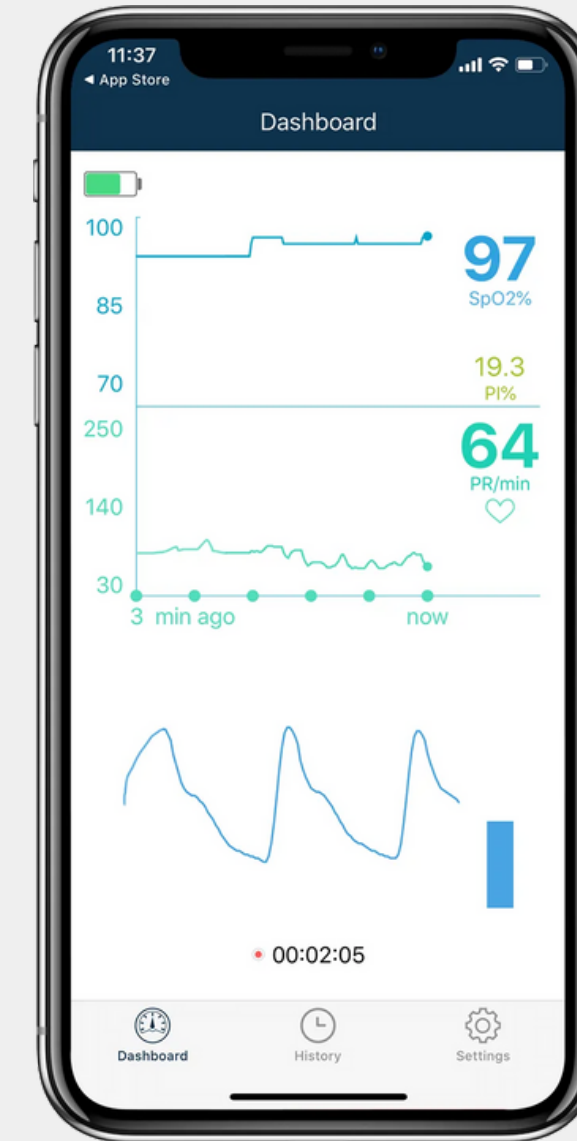 11:37
◀ App Store
Dashboard
100
85
70
97
SpO2%
19.3
PI%
250
140
30
64
PR/min
3 min ago
now
00:02:05
Dashboard
History
Settings